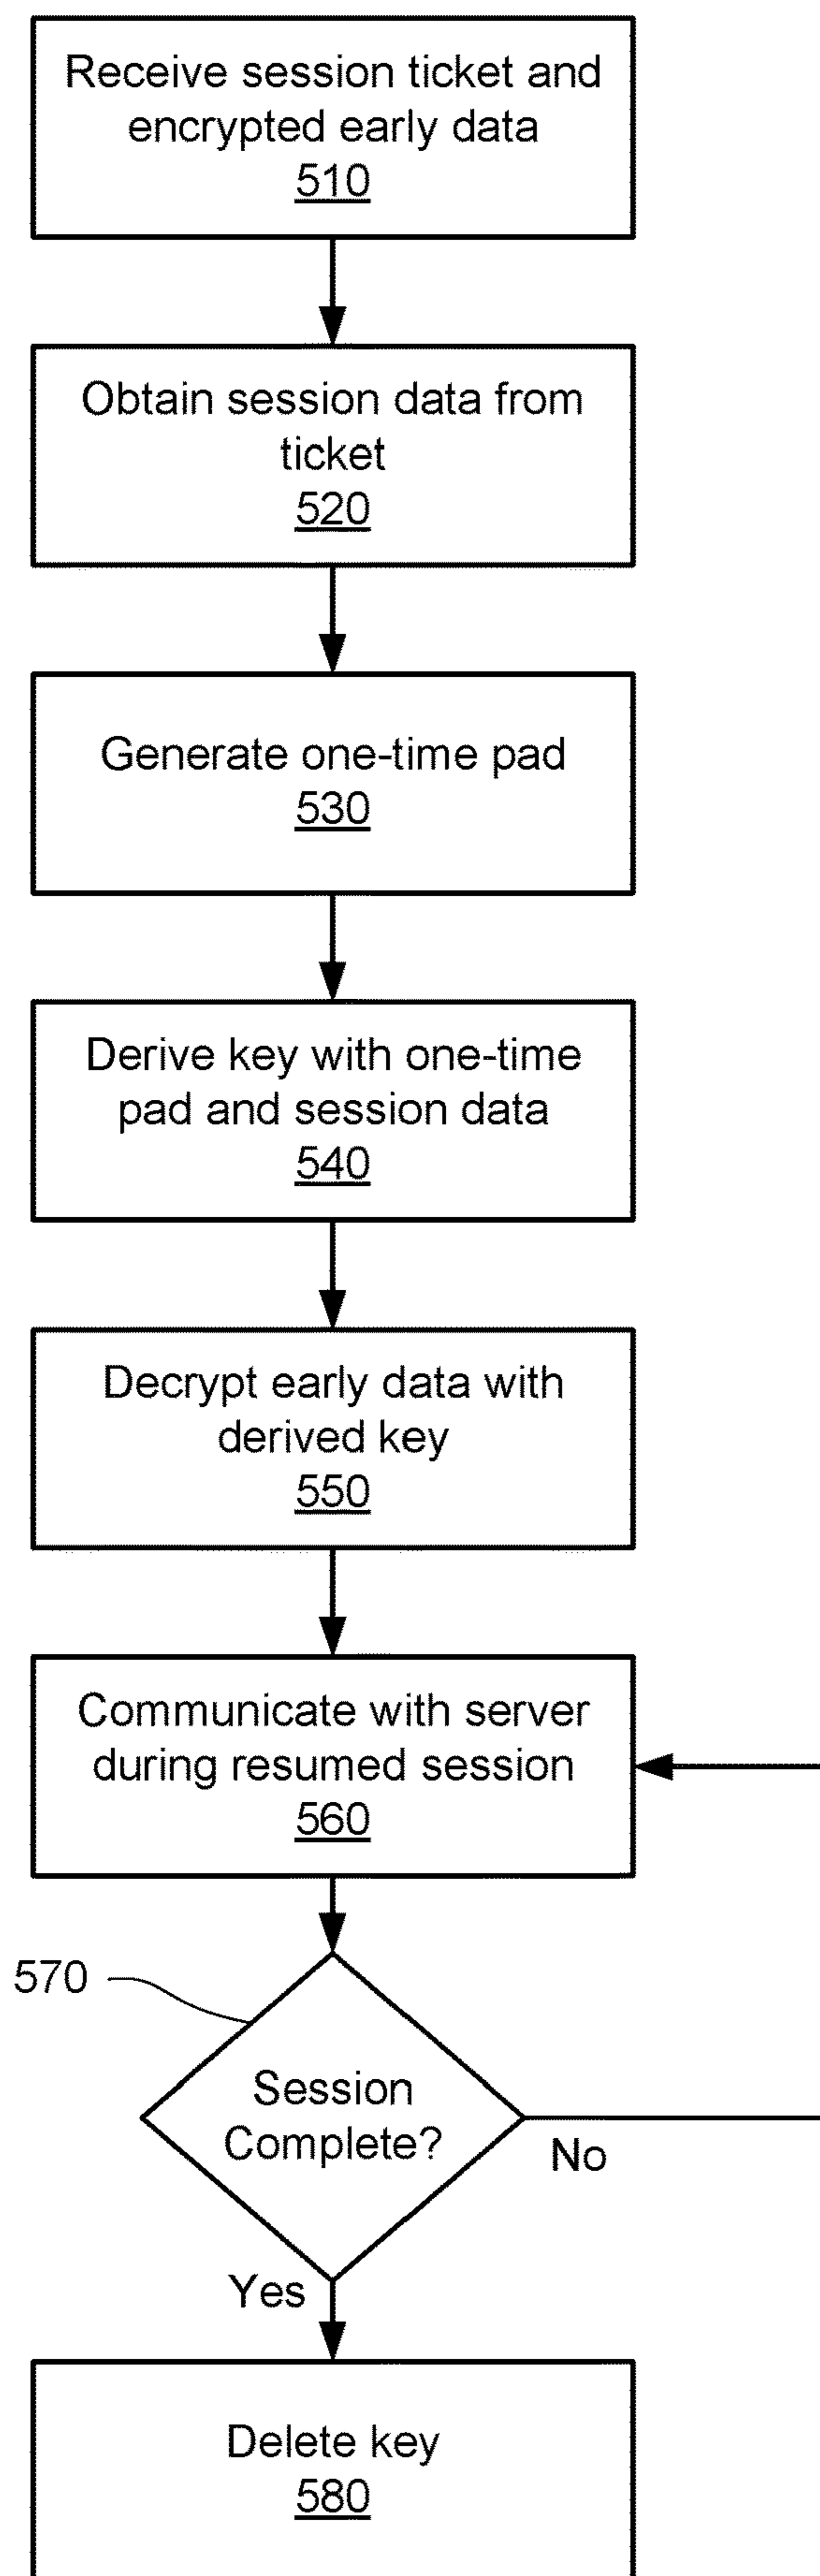 Receive session ticket and
encrypted early data
510
Obtain session data from
ticket
520
Generate one-time pad
530
Derive key with one-time
pad and session data
540
Decrypt early data with
derived key
550
Communicate with server
during resumed session
560
570
Session
Complete?
No
Yes
Delete key
580